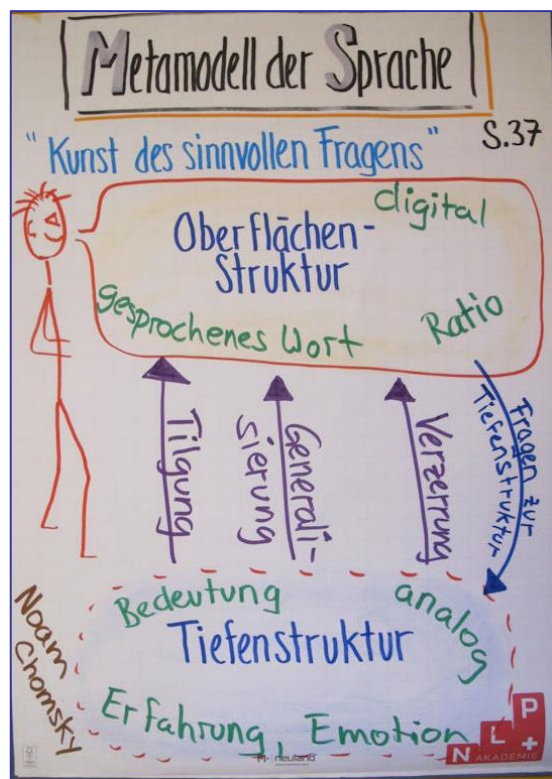 Metamodell der Sprache
"Kunst des sinnvollen Fragens"
S.37
digital
Oberflächen-
Struktur
gesprochenes Wort
Ratio
Tilgung
Generali-
sierung
Verzerrung
Fragen zur
Tiefenstruktur
Bedeutung
analog
Tiefenstruktur
Erfahrung, Emotion
Noam
Chomsky
neuland
NLP+
AKADEMIE